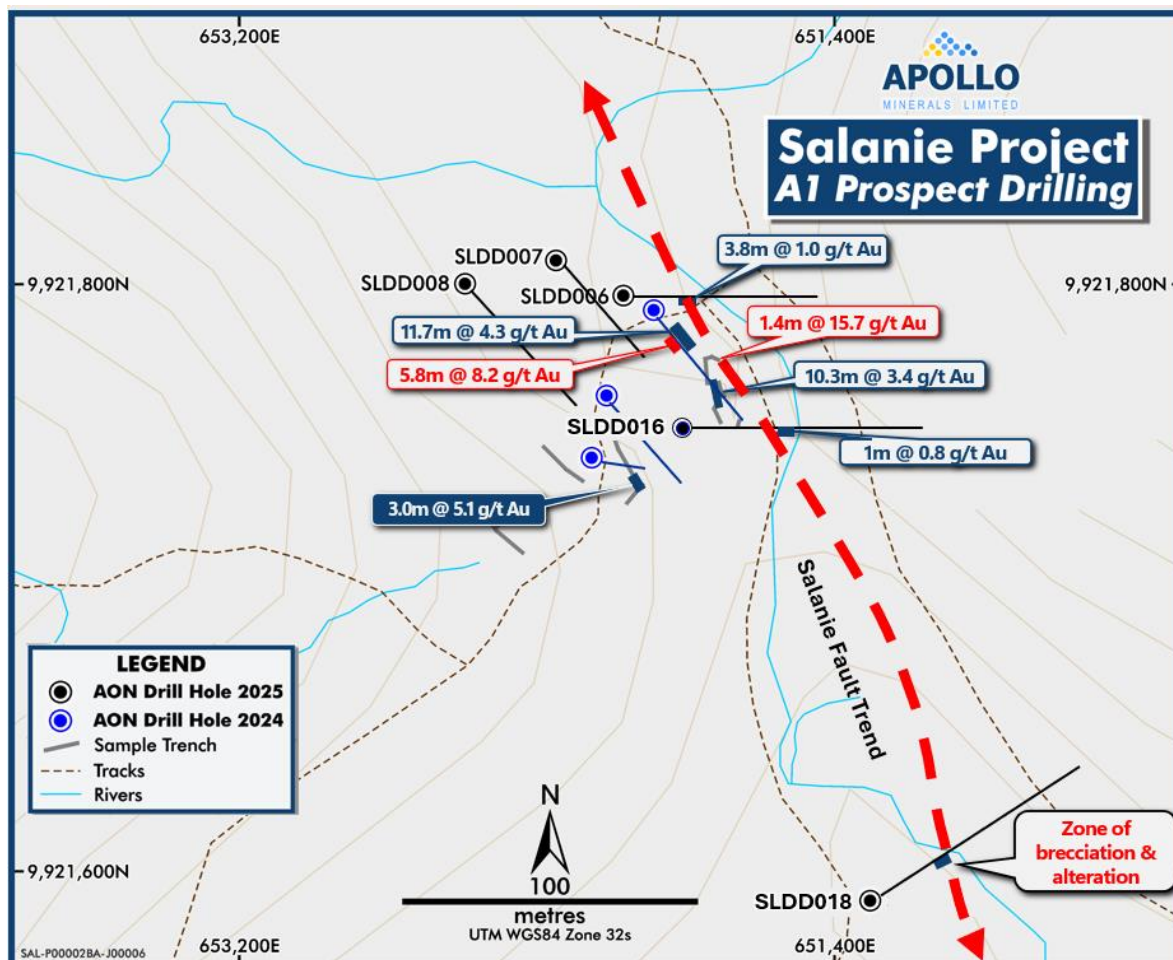 653,200E
651,400E
APOLLO
MINERALS LIMITED
Salanie Project
A1 Prospect Drilling
3.8m @ 1.0 g/t Au
SLDD007
SLDD008
9,921,800N
SLDD006
9,921,800N
11.7m @ 4.3 g/t Au
1.4m @ 15.7 g/t Au
5.8m @ 8.2 g/t Au
10.3m @ 3.4 g/t Au
SLDD016
1m @ 0.8 g/t Au
3.0m @ 5.1 g/t Au
Salanie Fault Trend
LEGEND
AON Drill Hole 2025
AON Drill Hole 2024
Sample Trench
Tracks
Rivers
N
100
metres
UTM WGS84 Zone 32s
Zone of
brecciation &
alteration
9,921,600N
SLDD018
653,200E
651,400E
SAL-P00002BA-J00006